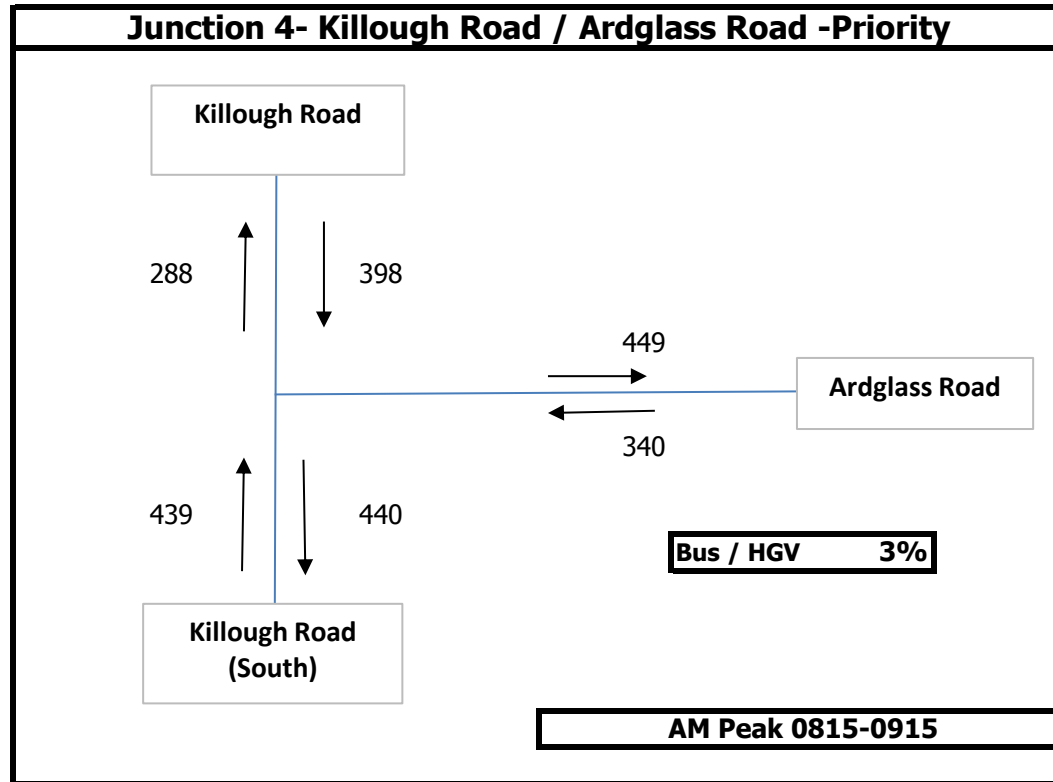 Junction 4- Killough Road / Ardglass Road -Priority
Killough Road
288
398
449
Ardglass Road
340
439
440
Bus / HGV 3%
Killough Road
(South)
AM Peak 0815-0915